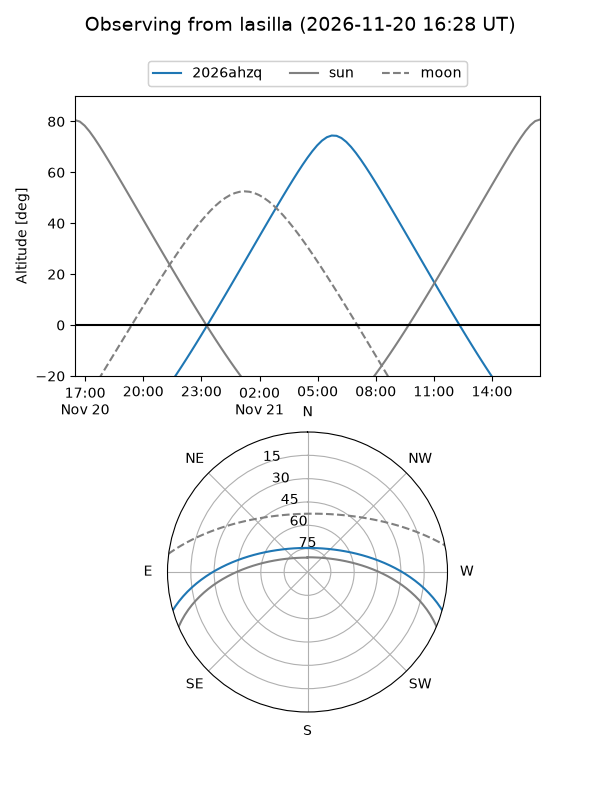 Observing from lasilla (2026-11-20 16:28 UT)
2026ahzq sun moon
Altitude [deg]
80
60
40
20
0
−20
17:00 20:00 23:00 02:00 05:00 08:00 11:00 14:00
Nov 20 Nov 21
N
NE NW
15
30
45
60
75
E W
SE SW
S